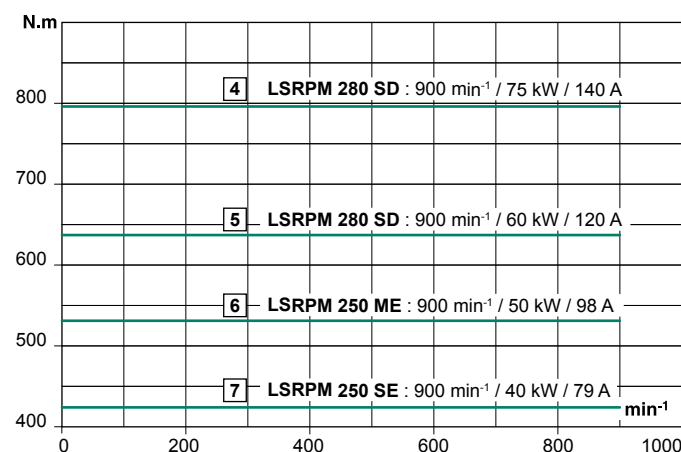 N.m
4 LSRPM 280 SD : 900 min⁻¹ / 75 kW / 140 A
800
700
5 LSRPM 280 SD : 900 min⁻¹ / 60 kW / 120 A
600
6 LSRPM 250 ME : 900 min⁻¹ / 50 kW / 98 A
500
7 LSRPM 250 SE : 900 min⁻¹ / 40 kW / 79 A
min⁻¹
400
0 200 400 600 800 1000